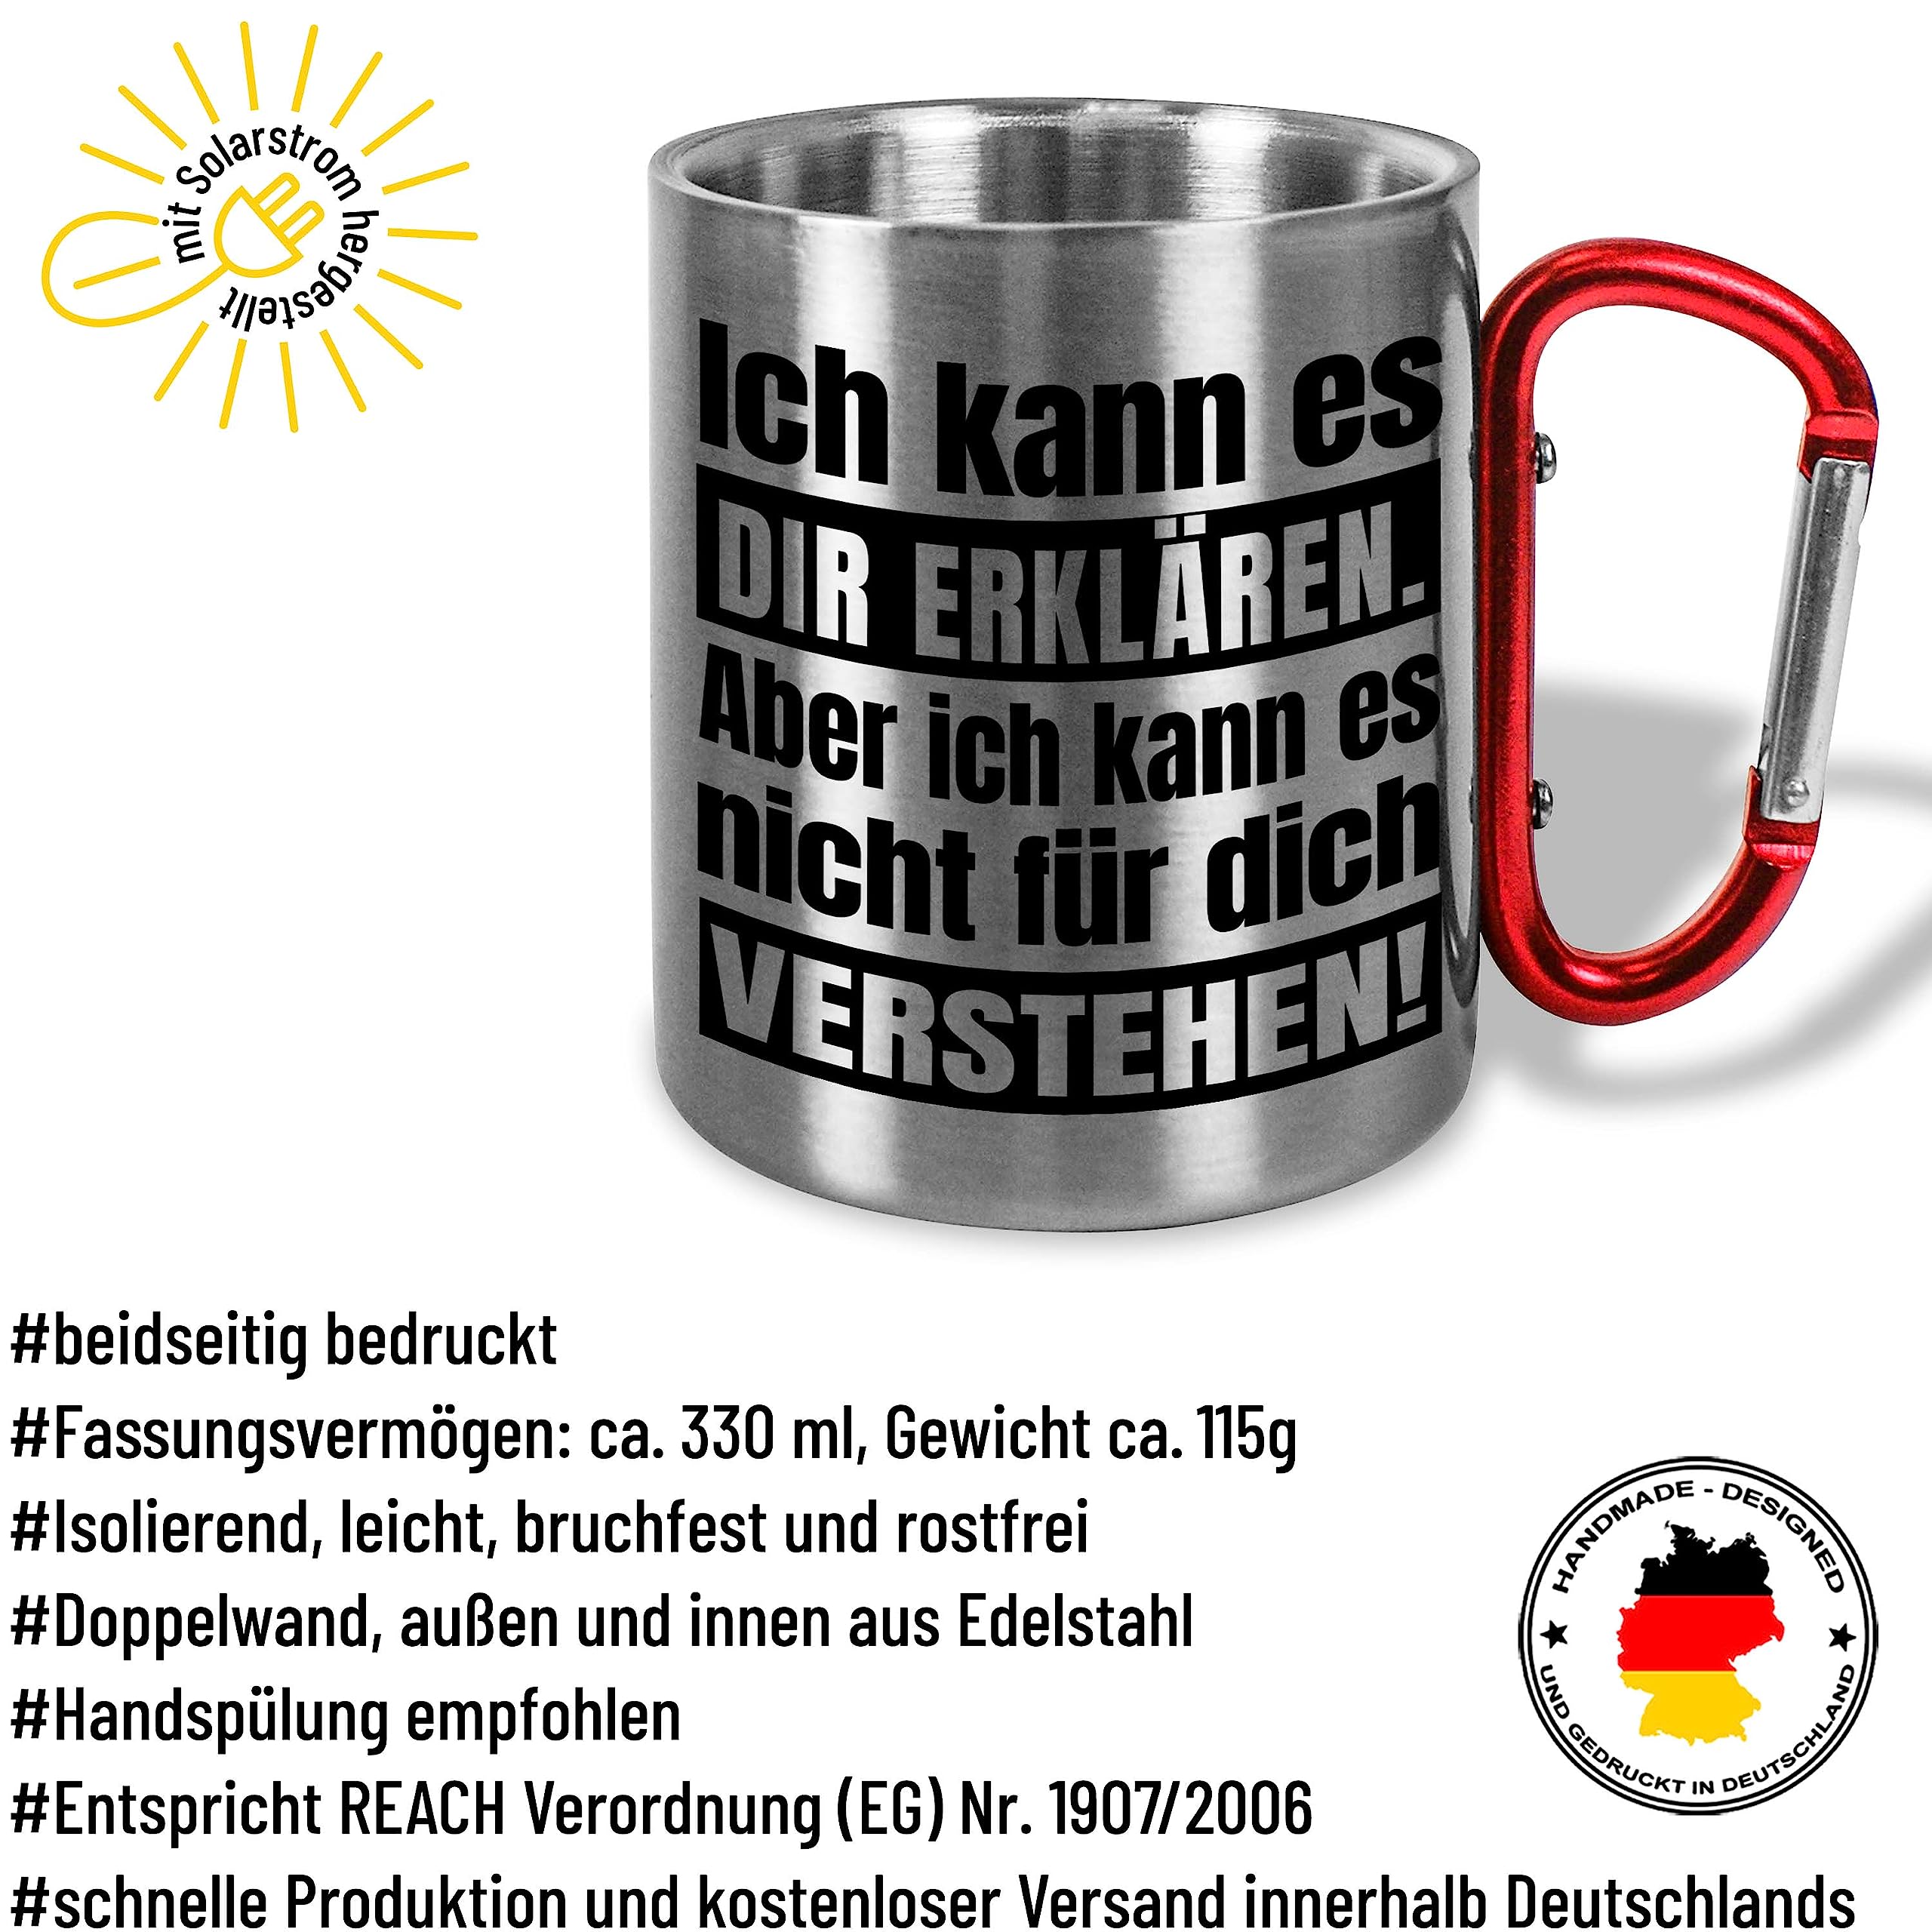 mit Solarstrom hergestellt
Ich kann es
DIR ERKLÄREN.
Aber ich kann es
nicht für dich
VERSTEHEN!
#beidseitig bedruckt
#Fassungsvermögen: ca. 330 ml, Gewicht ca. 115g
#Isolierend, leicht, bruchfest und rostfrei
#Doppelwand, außen und innen aus Edelstahl
#Handspülung empfohlen
#Entspricht REACH Verordnung (EG) Nr. 1907/2006
#schnelle Produktion und kostenloser Versand innerhalb Deutschlands
HANDMADE - DESIGNED
UND GEDRUCKT IN DEUTSCHLAND